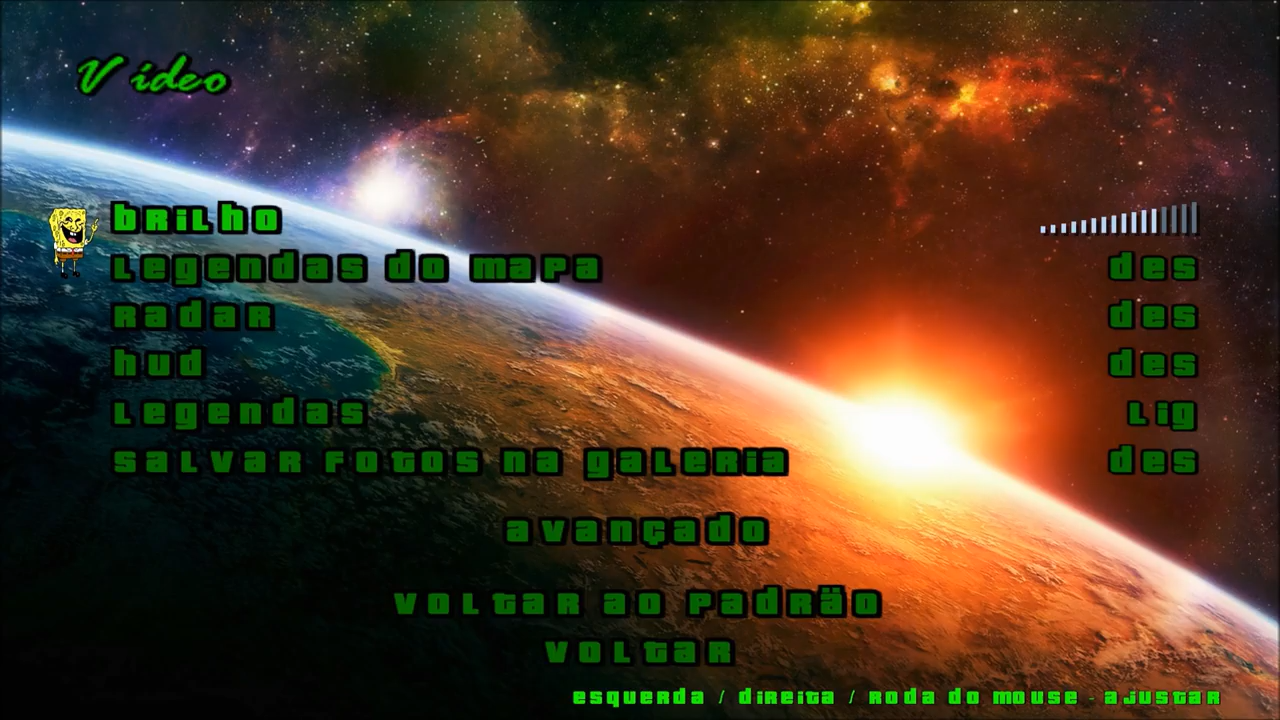 Vídeo
brilho
legendas do mapa des
radar des
hud des
legendas lig
salvar fotos na galeria des
avançado
voltar ao padräo
voltar
esquerda / direita / roda do mouse - ajustar